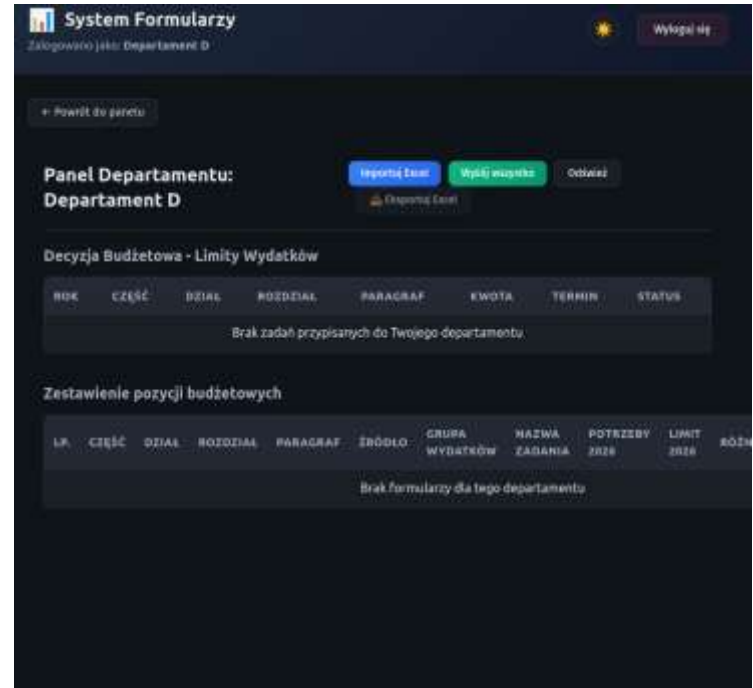 System Formularzy
Zalogowano jako: Departament D
Wyloguj się
← Powrót do panelu
Panel Departamentu:
Departament D
Importuj Excel
Wyślij wszystko
Odśwież
Eksportuj Excel
Decyzja Budżetowa - Limity Wydatków
ROK CZĘŚĆ DZIAŁ ROZDZIAŁ PARAGRAF KWOTA TERMIN STATUS
Brak zadań przypisanych do Twojego departamentu
Zestawienie pozycji budżetowych
LP. CZĘŚĆ DZIAŁ ROZDZIAŁ PARAGRAF ŹRÓDŁO GRUPA WYDATKÓW NAZWA ZADANIA POTRZEBY 2026 LIMIT 2026 RÓŻN
Brak formularzy dla tego departamentu